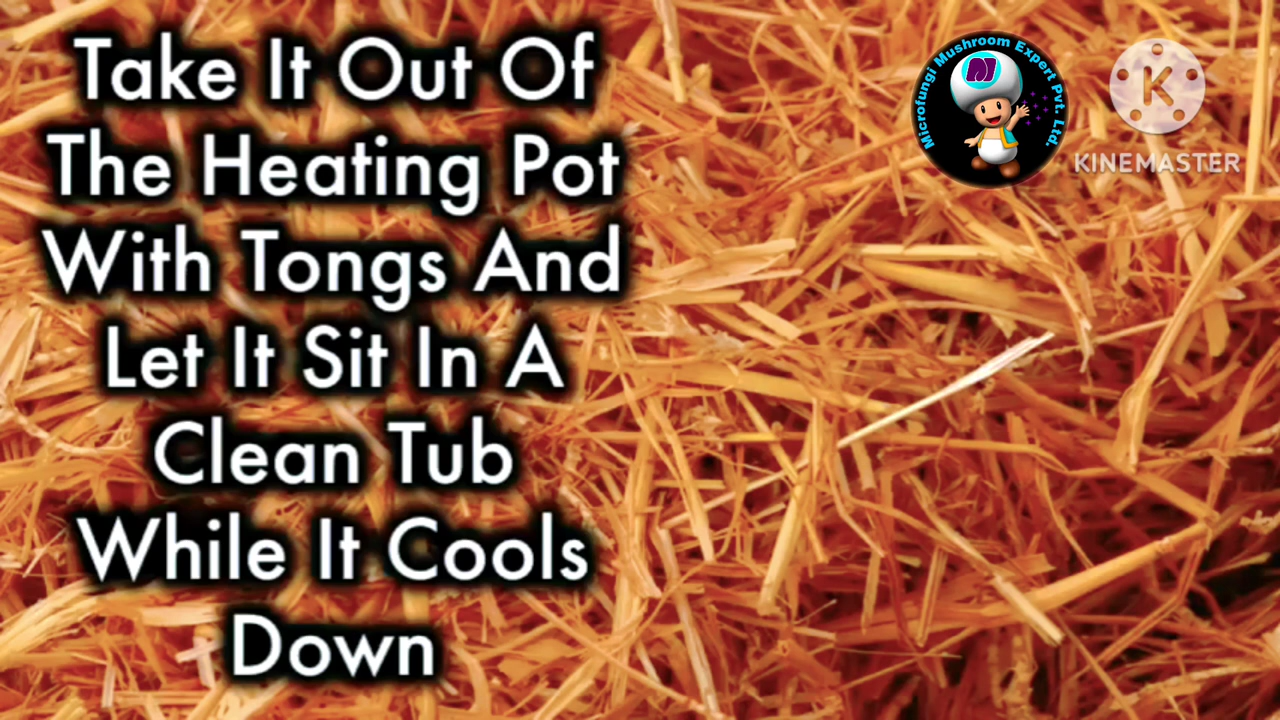 Take It Out Of
The Heating Pot
With Tongs And
Let It Sit In A
Clean Tub
While It Cools
Down
Microfungi Mushroom Expert Pvt. Ltd.
K
KINEMASTER